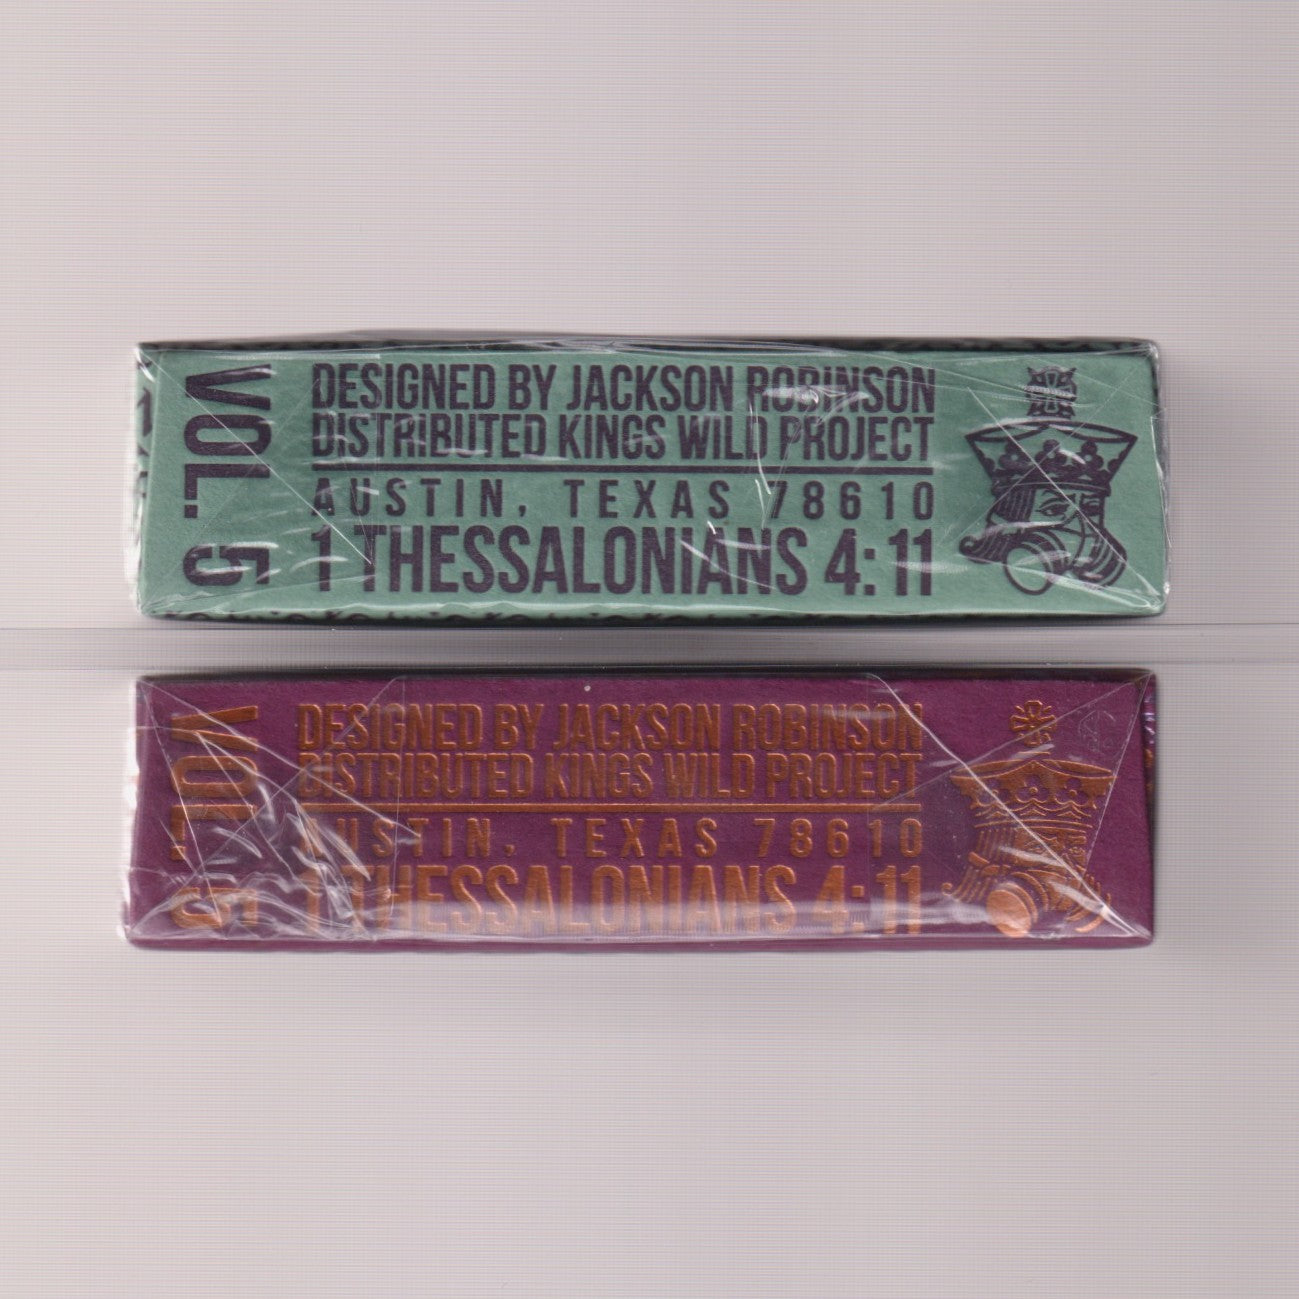 VOL. 5
DESIGNED BY JACKSON ROBINSON
DISTRIBUTED KINGS WILD PROJECT
AUSTIN, TEXAS 78610
1 THESSALONIANS 4:11
VOL. 5
DESIGNED BY JACKSON ROBINSON
DISTRIBUTED KINGS WILD PROJECT
AUSTIN, TEXAS 78610
1 THESSALONIANS 4:11